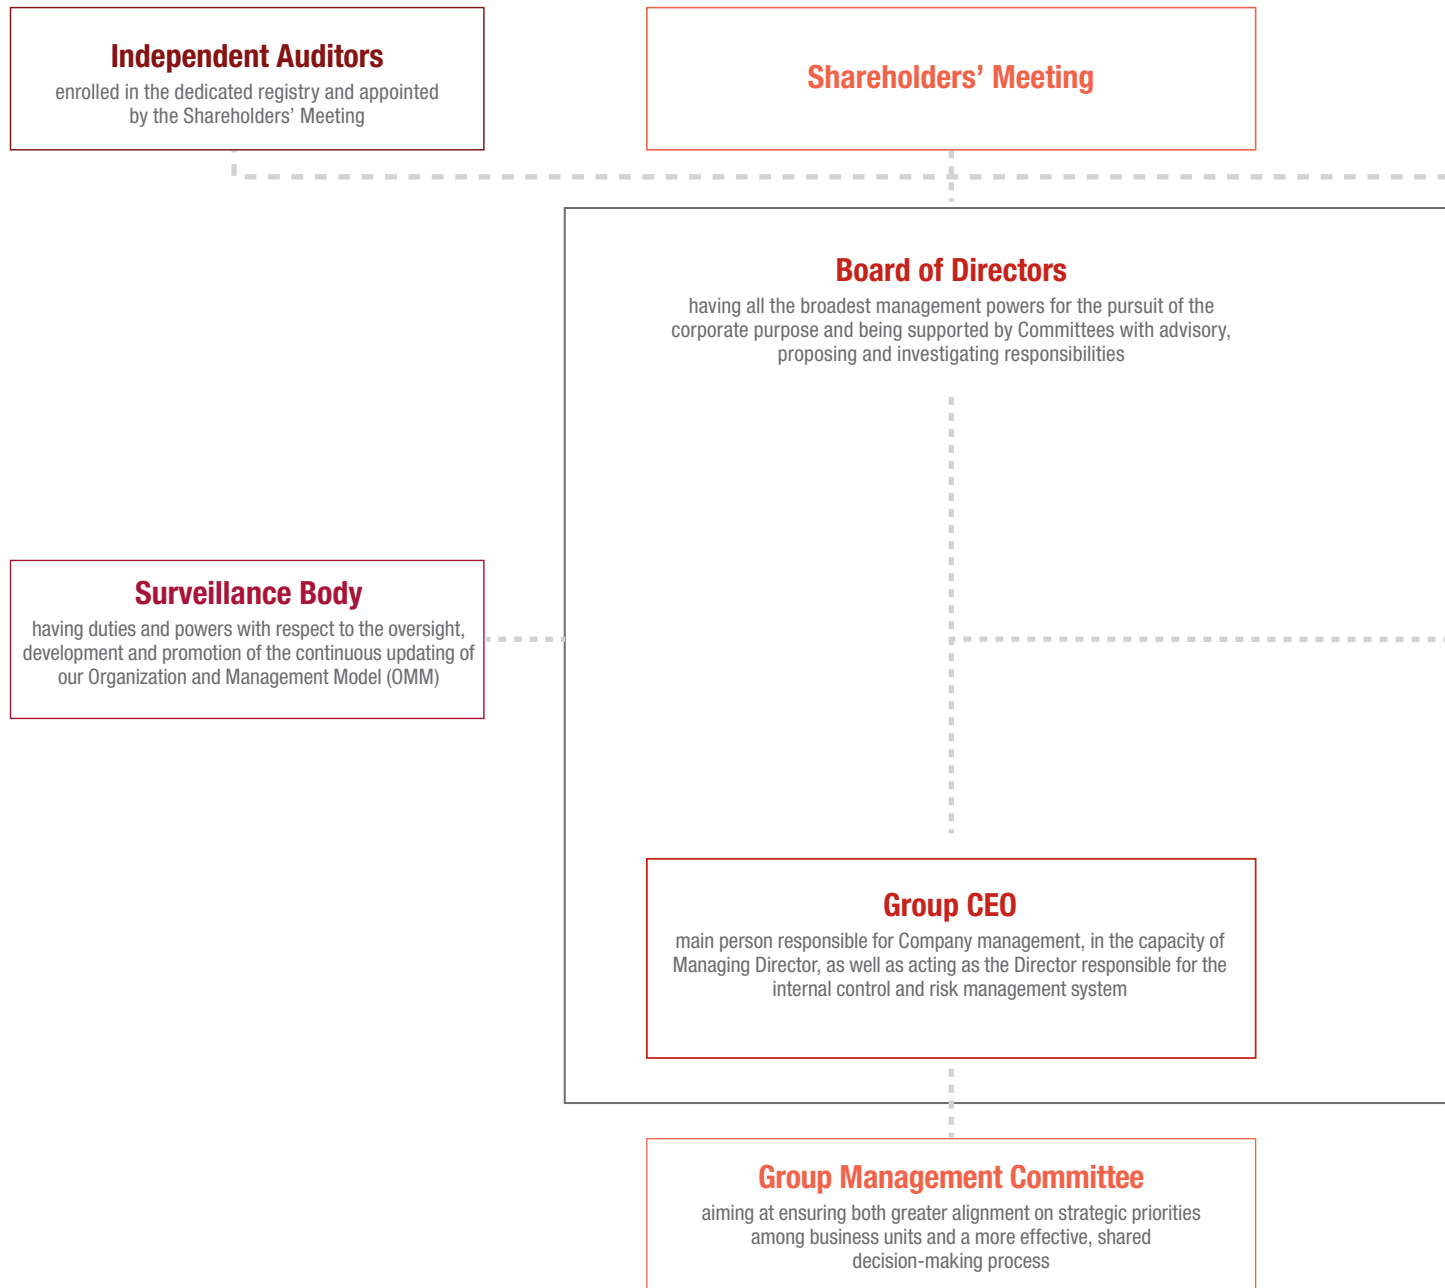 Independent Auditors
enrolled in the dedicated registry and appointed
by the Shareholders’ Meeting
Shareholders’ Meeting
Board of Directors
having all the broadest management powers for the pursuit of the
corporate purpose and being supported by Committees with advisory,
proposing and investigating responsibilities
Surveillance Body
having duties and powers with respect to the oversight,
development and promotion of the continuous updating of
our Organization and Management Model (OMM)
Group CEO
main person responsible for Company management, in the capacity of
Managing Director, as well as acting as the Director responsible for the
internal control and risk management system
Group Management Committee
aiming at ensuring both greater alignment on strategic priorities
among business units and a more effective, shared
decision-making process